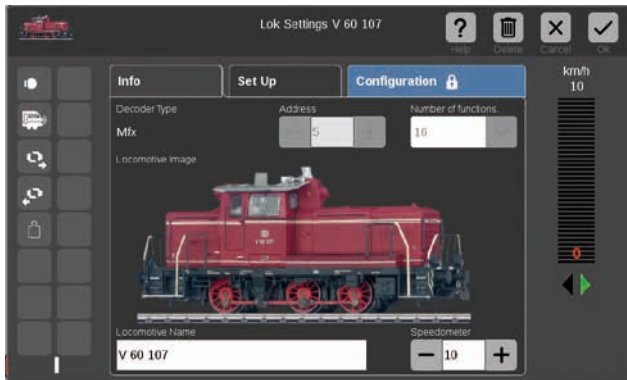 Lok Settings V 60 107
Help
Delete
Cancel
Ok
Info
Set Up
Configuration
km/h
10
Decoder Type
Address
Number of functions.
Mfx
5
16
Locomotive Image
V 60 107
0
Locomotive Name
Speedometer
V 60 107
10